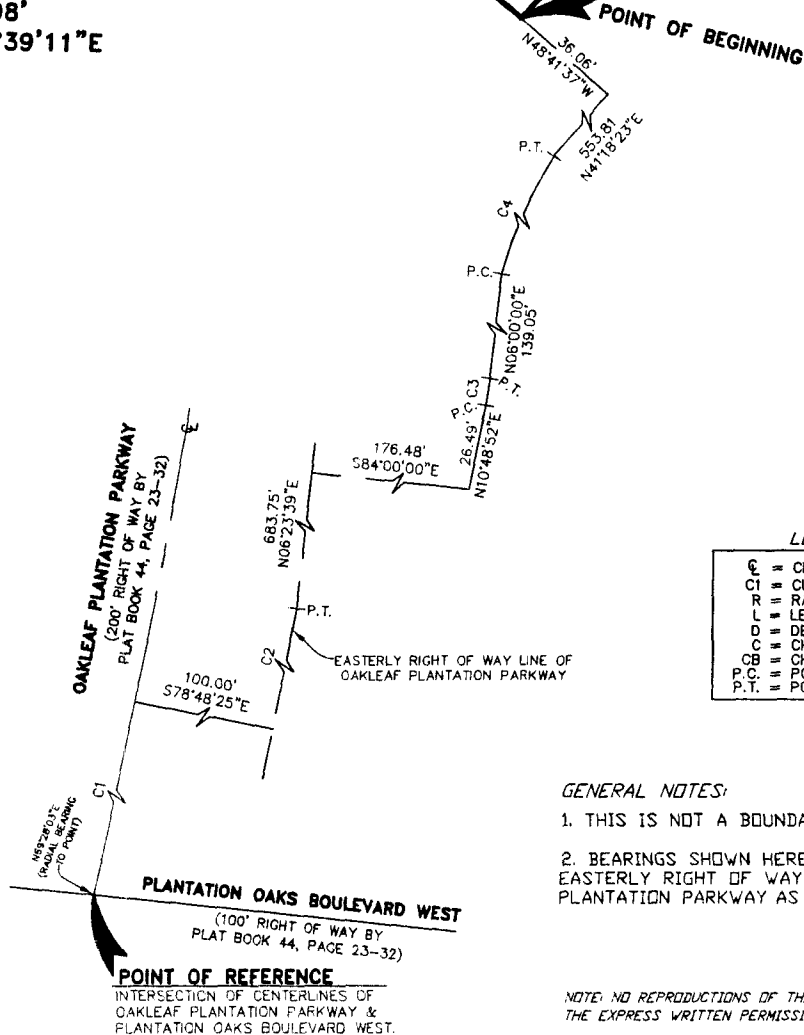 08'
°39'11"E
POINT OF BEGINNING
36.06'
N48°41'37"W
553.81
N41°18'23"E
P.T.
C4
P.C.
N06°00'00"E
139.05'
P.T.
C3
P.C.
26.49'
N10°48'52"E
176.48'
S84°00'00"E
683.75'
N06°23'39"E
P.T.
C2
EASTERLY RIGHT OF WAY LINE OF
OAKLEAF PLANTATION PARKWAY
OAKLEAF PLANTATION PARKWAY
(200' RIGHT OF WAY BY
PLAT BOOK 44, PAGE 23-32)
100.00'
S78°48'25"E
C1
(RADIAL BEARING
TO POINT)
PLANTATION OAKS BOULEVARD WEST
(100' RIGHT OF WAY BY
PLAT BOOK 44, PAGE 23-32)
POINT OF REFERENCE
INTERSECTION OF CENTERLINES OF
OAKLEAF PLANTATION PARKWAY &
PLANTATION OAKS BOULEVARD WEST.
℄ = C
C1 = C
R = R
L = LE
D = DE
C = CH
CB = CH
P.C. = PO
P.T. = PO
GENERAL NOTES:
1. THIS IS NOT A BOUNDA
2. BEARINGS SHOWN HERE
EASTERLY RIGHT OF WAY
PLANTATION PARKWAY AS
NOTE: NO REPRODUCTIONS OF TH
THE EXPRESS WRITTEN PERMISSI